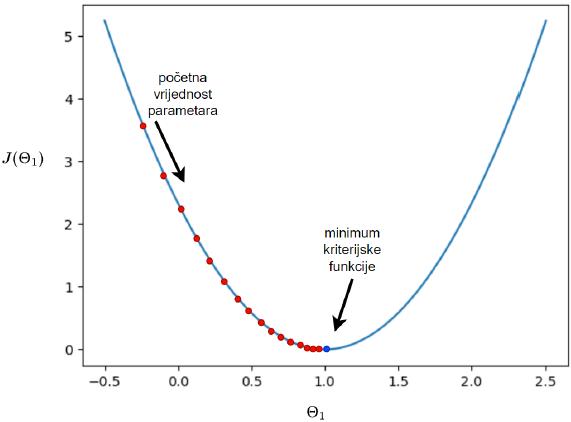 5
početna
vrijednost
parametara
4
J(Θ₁)
3
2
minimum
kriterijske
funkcije
1
0
−0.5 0.0 0.5 1.0 1.5 2.0 2.5
Θ₁